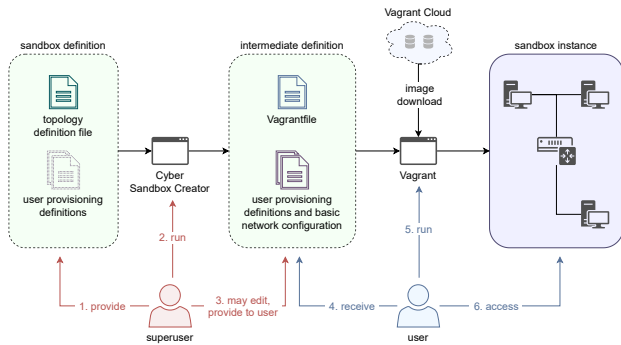 Vagrant Cloud
sandbox definition
intermediate definition
sandbox instance
image
download
topology
definition file
Vagrantfile
Cyber
Sandbox Creator
Vagrant
user provisioning
definitions
user provisioning
definitions and basic
network configuration
2. run
5. run
1. provide
3. may edit,
provide to user
4. receive
6. access
superuser
user